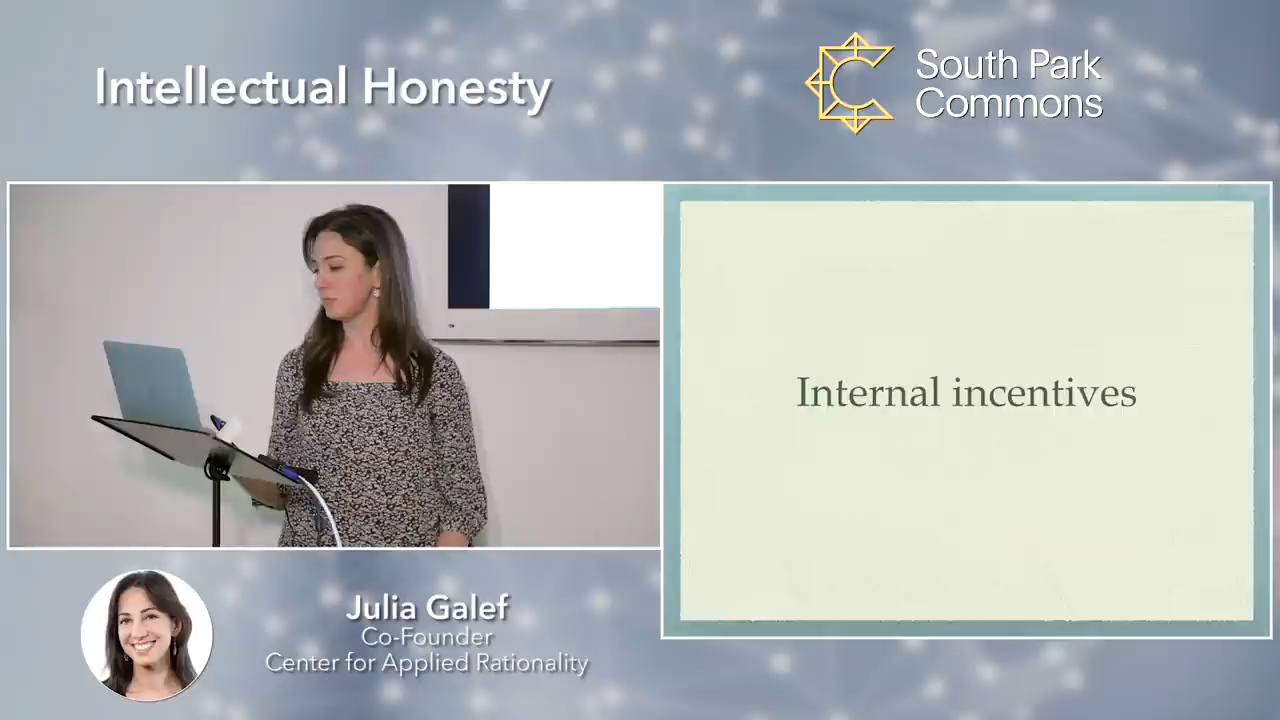 Intellectual Honesty
South Park
Commons
Internal incentives
Julia Galef
Co-Founder
Center for Applied Rationality